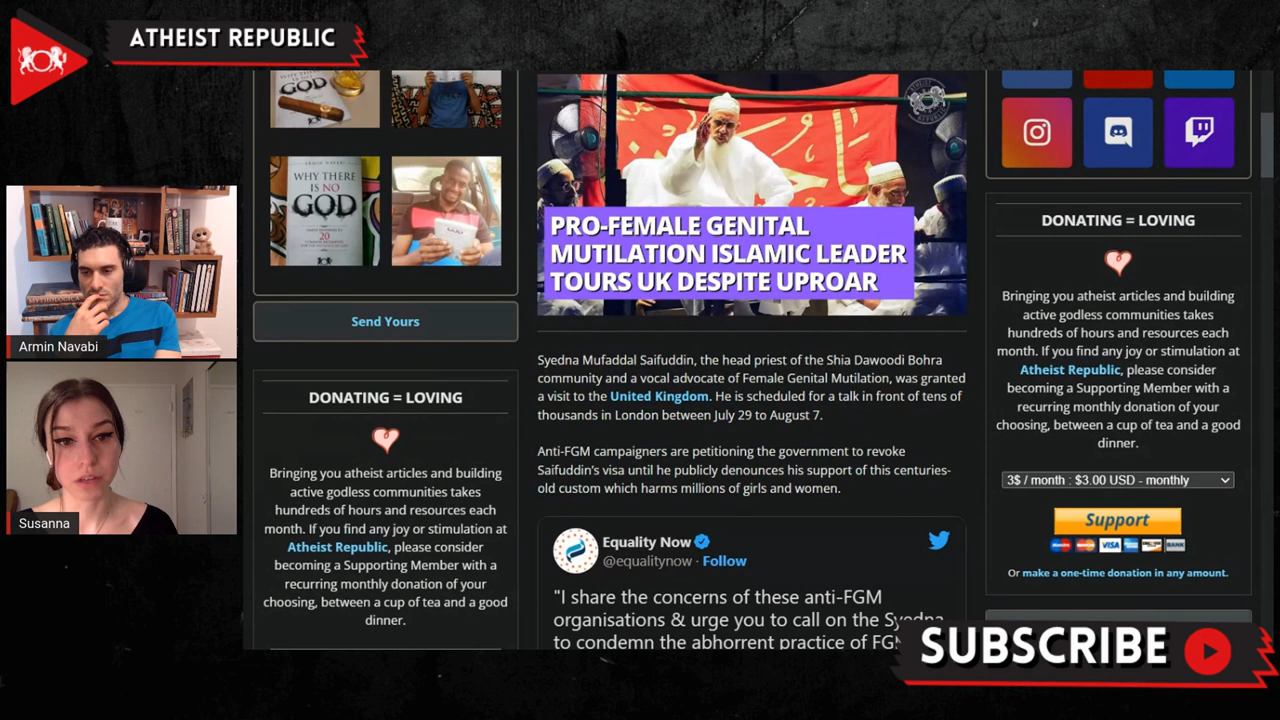 ATHEIST REPUBLIC
GOD
WHY THERE
IS NO
GOD
Send Yours
DONATING = LOVING
Bringing you atheist articles and building
active godless communities takes
hundreds of hours and resources each
month. If you find any joy or stimulation at
Atheist Republic, please consider
becoming a Supporting Member with a
recurring monthly donation of your
choosing, between a cup of tea and a good
dinner.
PRO-FEMALE GENITAL
MUTILATION ISLAMIC LEADER
TOURS UK DESPITE UPROAR
Syedna Mufaddal Saifuddin, the head priest of the Shia Dawoodi Bohra
community and a vocal advocate of Female Genital Mutilation, was granted
a visit to the United Kingdom. He is scheduled for a talk in front of tens of
thousands in London between July 29 to August 7.
Anti-FGM campaigners are petitioning the government to revoke
Saifuddin's visa until he publicly denounces his support of this centuries-
old custom which harms millions of girls and women.
Equality Now
@equalitynow · Follow
"I share the concerns of these anti-FGM
organisations & urge you to call on the Syedna
to condemn the abhorrent practice of FG
DONATING = LOVING
Bringing you atheist articles and building
active godless communities takes
hundreds of hours and resources each
month. If you find any joy or stimulation at
Atheist Republic, please consider
becoming a Supporting Member with a
recurring monthly donation of your
choosing, between a cup of tea and a good
dinner.
3$ / month : $3.00 USD - monthly
Support
VISA
BANK
Or make a one-time donation in any amount.
MYTHOLOGICA
Armin Navabi
Susanna
SUBSCRIBE